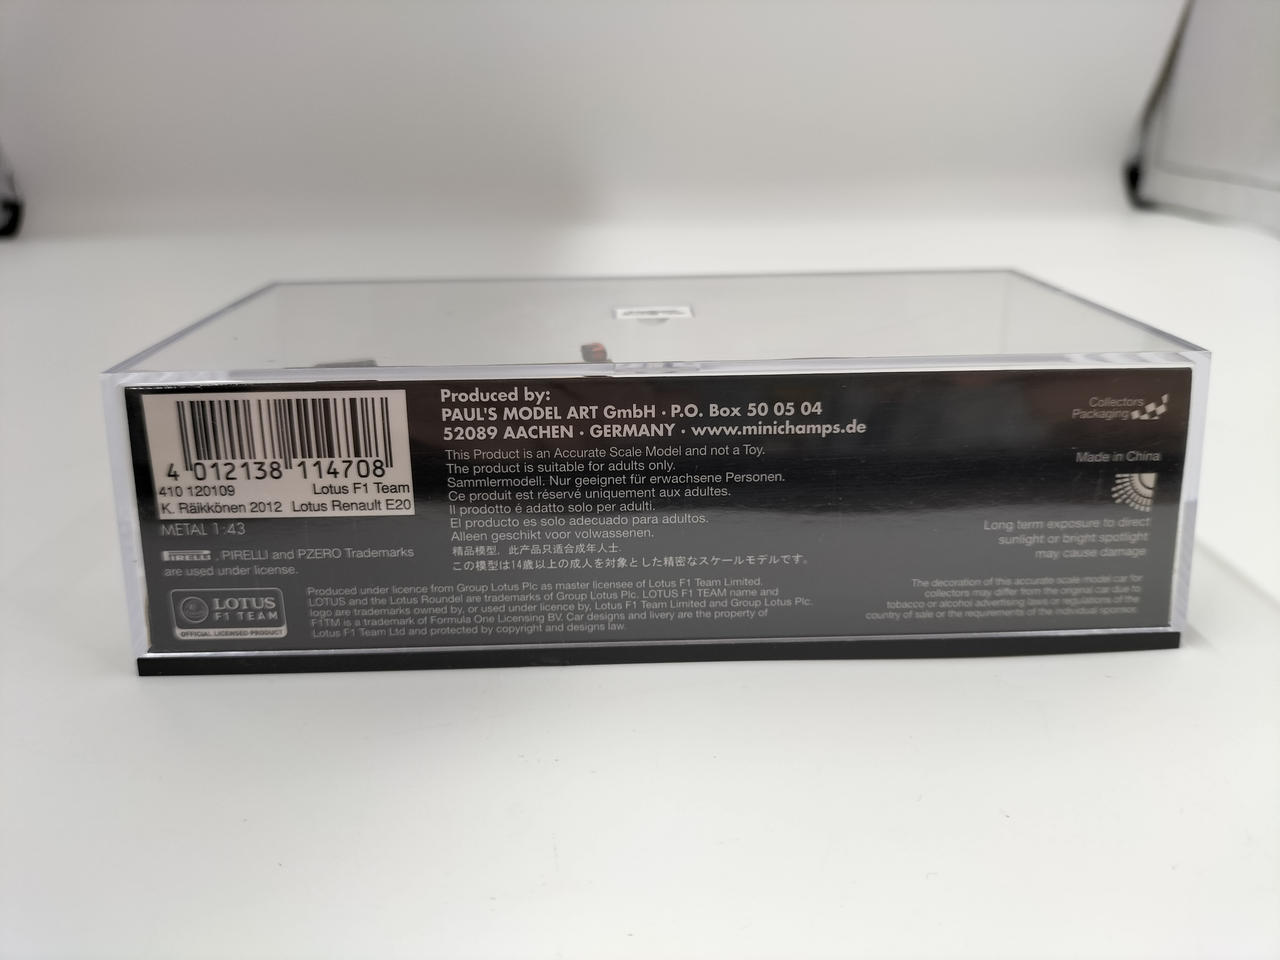 4 012138 114708
410 120109 Lotus F1 Team
K. Räikkönen 2012 Lotus Renault E20
METAL 1:43
PIRELLI , PIRELLI and PZERO Trademarks
are used under license.
LOTUS
F1 TEAM
OFFICIAL LICENSED PRODUCT
Produced by:
PAUL'S MODEL ART GmbH · P.O. Box 50 05 04
52089 AACHEN · GERMANY · www.minichamps.de
This Product is an Accurate Scale Model and not a Toy.
The product is suitable for adults only.
Sammlermodell. Nur geeignet für erwachsene Personen.
Ce produit est réservé uniquement aux adultes.
Il prodotto é adatto solo per adulti.
El producto es solo adecuado para adultos.
Alleen geschikt voor volwassenen.
精品模型，此产品只适合成年人士.
この模型は14歳以上の成人を対象とした精密なスケールモデルです。
Produced under licence from Group Lotus Plc as master licensee of Lotus F1 Team Limited.
LOTUS and the Lotus Roundel are trademarks of Group Lotus Plc. LOTUS F1 TEAM name and
logo are trademarks owned by, or used under licence by, Lotus F1 Team Limited and Group Lotus Plc.
F1TM is a trademark of Formula One Licensing BV. Car designs and livery are the property of
Lotus F1 Team Ltd and protected by copyright and designs law.
Collectors
Packaging
Made in China
Long term exposure to direct
sunlight or bright spotlight
may cause damage
The decoration of this accurate scale model car for
collectors may differ from the original car due to
tobacco or alcohol advertising laws or regulations of the
country of sale or the requirements of the individual sponsor.